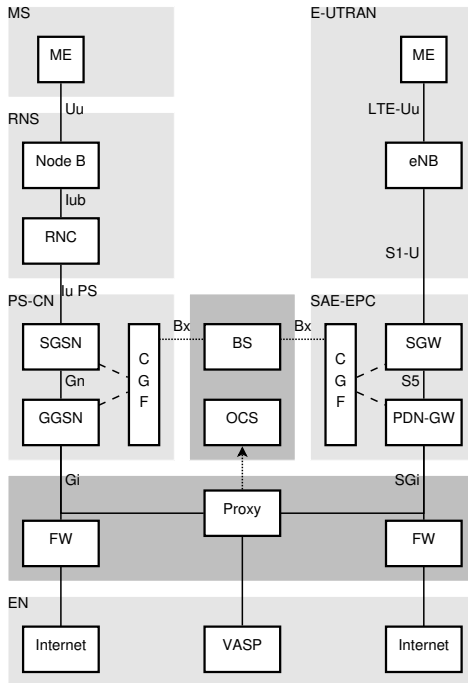 MS
E-UTRAN
ME
ME
Uu
LTE-Uu
RNS
Node B
eNB
Iub
RNC
S1-U
Iu PS
PS-CN
SAE-EPC
Bx
Bx
SGSN
C
G
F
BS
C
G
F
SGW
Gn
S5
GGSN
OCS
PDN-GW
Gi
SGi
Proxy
FW
FW
EN
Internet
VASP
Internet